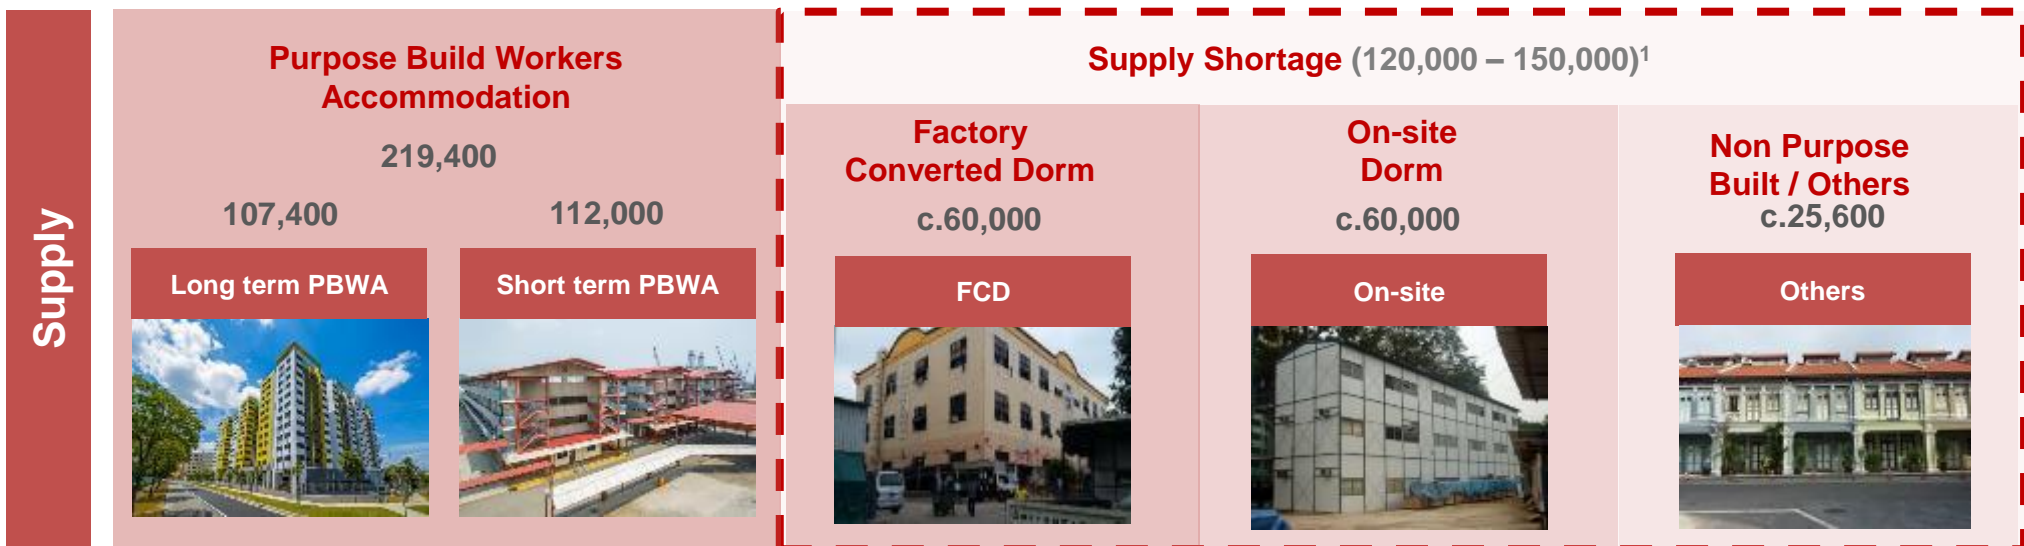 Supply
Purpose Build Workers
Accommodation
219,400
107,400
112,000
Long term PBWA
Short term PBWA
Supply Shortage (120,000 – 150,000)¹
Factory
Converted Dorm
c.60,000
FCD
On-site
Dorm
c.60,000
On-site
Non Purpose
Built / Others
c.25,600
Others